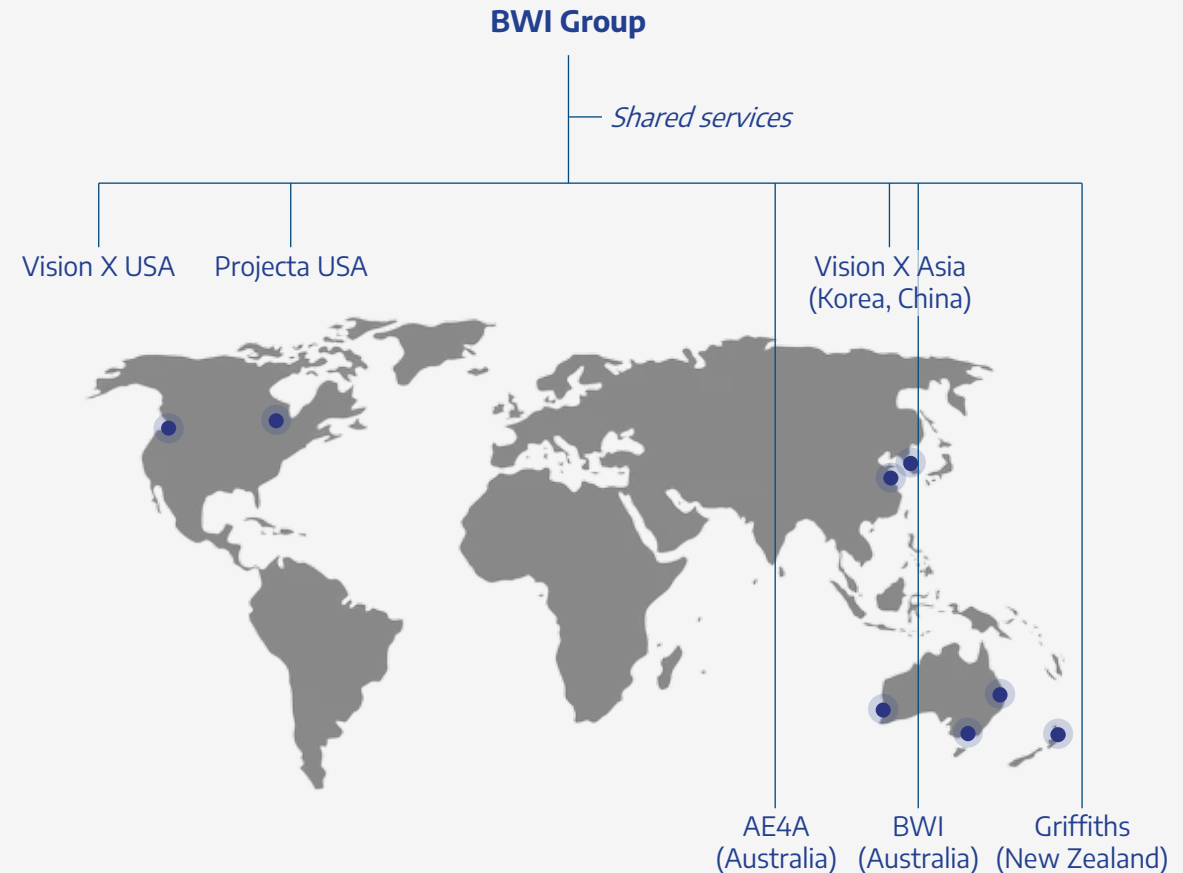 BWI Group
Shared services
Vision X USA
Projecta USA
Vision X Asia
(Korea, China)
AE4A
(Australia)
BWI
(Australia)
Griffiths
(New Zealand)